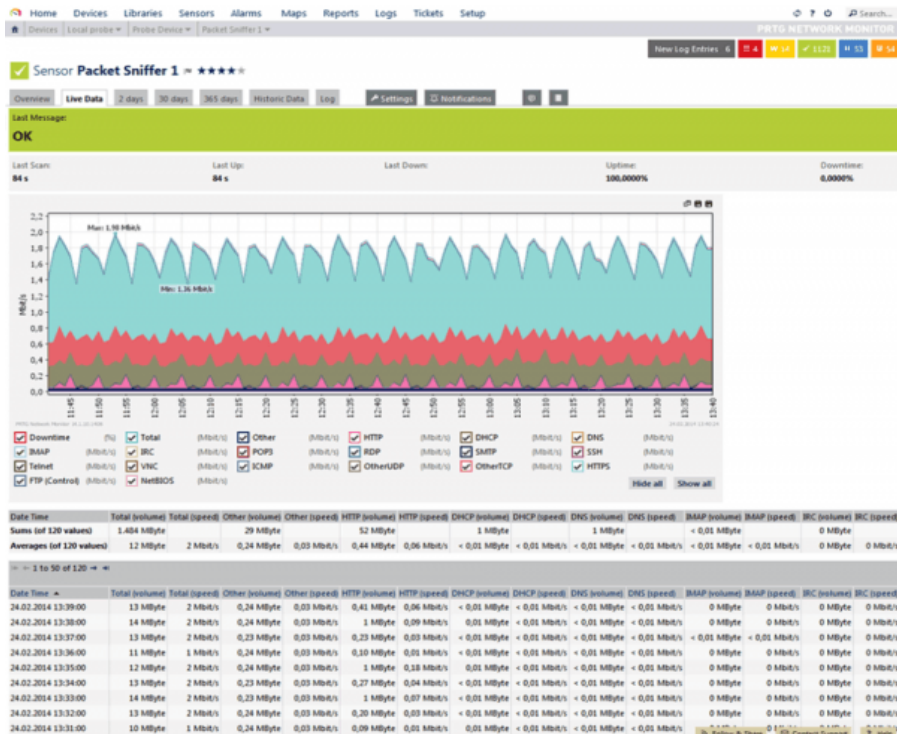 Home Devices Libraries Sensors Alarms Maps Reports Logs Tickets Setup Search...
Devices Local probe Probe Device Packet Sniffer 1 PRTG NETWORK MONITOR
New Log Entries 6 4 14 1121 53 54
Sensor Packet Sniffer 1
Overview Live Data 2 days 30 days 365 days Historic Data Log Settings Notifications
Last Message:
OK
Last Scan: Last Up: Last Down: Uptime: Downtime:
84 s 84 s 100,0000% 0,0000%
Max: 1,98 Mbit/s
Min: 1,36 Mbit/s
Mbit/s
2,2
2,0
1,8
1,6
1,4
1,2
1,0
0,8
0,6
0,4
0,2
0,0
11:45 11:50 11:55 12:00 12:05 12:10 12:15 12:20 12:25 12:30 12:35 12:40 12:45 12:50 12:55 13:00 13:05 13:10 13:15 13:20 13:25 13:30 13:35 13:40
Downtime (%) Total (Mbit/s) Other (Mbit/s) HTTP (Mbit/s) DHCP (Mbit/s) DNS (Mbit/s)
IMAP (Mbit/s) IRC (Mbit/s) POP3 (Mbit/s) RDP (Mbit/s) SMTP (Mbit/s) SSH (Mbit/s)
Telnet (Mbit/s) VNC (Mbit/s) ICMP (Mbit/s) OtherUDP (Mbit/s) OtherTCP (Mbit/s) HTTPS (Mbit/s)
FTP (Control) (Mbit/s) NetBIOS (Mbit/s) Hide all Show all
Date Time Total (volume) Total (speed) Other (volume) Other (speed) HTTP (volume) HTTP (speed) DHCP (volume) DHCP (speed) DNS (volume) DNS (speed) IMAP (volume) IMAP (speed) IRC (volume) IRC (speed)
Sums (of 120 values) 1.484 MByte 29 MByte 52 MByte 1 MByte 1 MByte < 0,01 MByte 0 MByte
Averages (of 120 values) 12 MByte 2 Mbit/s 0,24 MByte 0,03 Mbit/s 0,44 MByte 0,06 Mbit/s < 0,01 MByte < 0,01 Mbit/s < 0,01 MByte < 0,01 Mbit/s < 0,01 MByte < 0,01 Mbit/s 0 MByte 0 Mbit/s
1 to 50 of 120
Date Time Total (volume) Total (speed) Other (volume) Other (speed) HTTP (volume) HTTP (speed) DHCP (volume) DHCP (speed) DNS (volume) DNS (speed) IMAP (volume) IMAP (speed) IRC (volume) IRC (speed)
24.02.2014 13:39:00 13 MByte 2 Mbit/s 0,24 MByte 0,03 Mbit/s 0,41 MByte 0,06 Mbit/s < 0,01 MByte < 0,01 Mbit/s < 0,01 MByte < 0,01 Mbit/s 0 MByte 0 Mbit/s 0 MByte 0 Mbit/s
24.02.2014 13:38:00 14 MByte 2 Mbit/s 0,24 MByte 0,03 Mbit/s 1 MByte 0,09 Mbit/s 0,01 MByte < 0,01 Mbit/s < 0,01 MByte < 0,01 Mbit/s 0 MByte 0 Mbit/s 0 MByte 0 Mbit/s
24.02.2014 13:37:00 13 MByte 2 Mbit/s 0,23 MByte 0,03 Mbit/s 0,23 MByte 0,03 Mbit/s < 0,01 MByte < 0,01 Mbit/s < 0,01 MByte < 0,01 Mbit/s < 0,01 MByte < 0,01 Mbit/s 0 MByte 0 Mbit/s
24.02.2014 13:36:00 11 MByte 1 Mbit/s 0,24 MByte 0,03 Mbit/s 0,10 MByte 0,01 Mbit/s < 0,01 MByte < 0,01 Mbit/s < 0,01 MByte < 0,01 Mbit/s 0 MByte 0 Mbit/s 0 MByte 0 Mbit/s
24.02.2014 13:35:00 12 MByte 2 Mbit/s 0,24 MByte 0,03 Mbit/s 1 MByte 0,18 Mbit/s 0,01 MByte < 0,01 Mbit/s < 0,01 MByte < 0,01 Mbit/s 0 MByte 0 Mbit/s 0 MByte 0 Mbit/s
24.02.2014 13:34:00 13 MByte 2 Mbit/s 0,23 MByte 0,03 Mbit/s 0,27 MByte 0,04 Mbit/s < 0,01 MByte < 0,01 Mbit/s < 0,01 MByte < 0,01 Mbit/s 0 MByte 0 Mbit/s 0 MByte 0 Mbit/s
24.02.2014 13:33:00 14 MByte 2 Mbit/s 0,23 MByte 0,03 Mbit/s 1 MByte 0,07 Mbit/s < 0,01 MByte < 0,01 Mbit/s < 0,01 MByte < 0,01 Mbit/s 0 MByte 0 Mbit/s 0 MByte 0 Mbit/s
24.02.2014 13:32:00 13 MByte 2 Mbit/s 0,24 MByte 0,03 Mbit/s 0,20 MByte 0,03 Mbit/s < 0,01 MByte < 0,01 Mbit/s < 0,01 MByte < 0,01 Mbit/s 0 MByte 0 Mbit/s 0 MByte 0 Mbit/s
24.02.2014 13:31:00 10 MByte 1 Mbit/s 0,24 MByte 0,03 Mbit/s 0,09 MByte 0,01 Mbit/s 0,01 MByte < 0,01 Mbit/s < 0,01 MByte < 0,01 Mbit/s